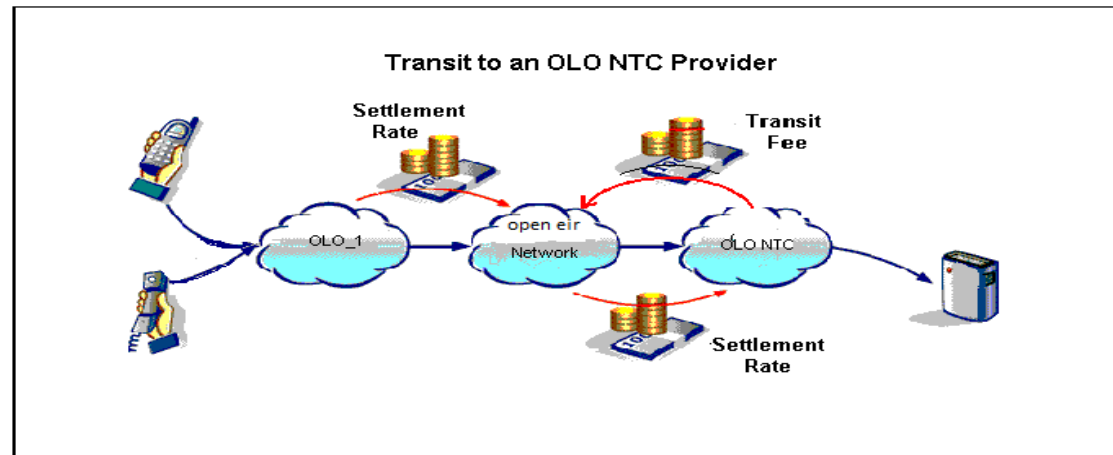 Transit to an OLO NTC Provider
Settlement
Rate
Transit
Fee
OLO_1
open eir
Network
OLO NTC
Settlement
Rate